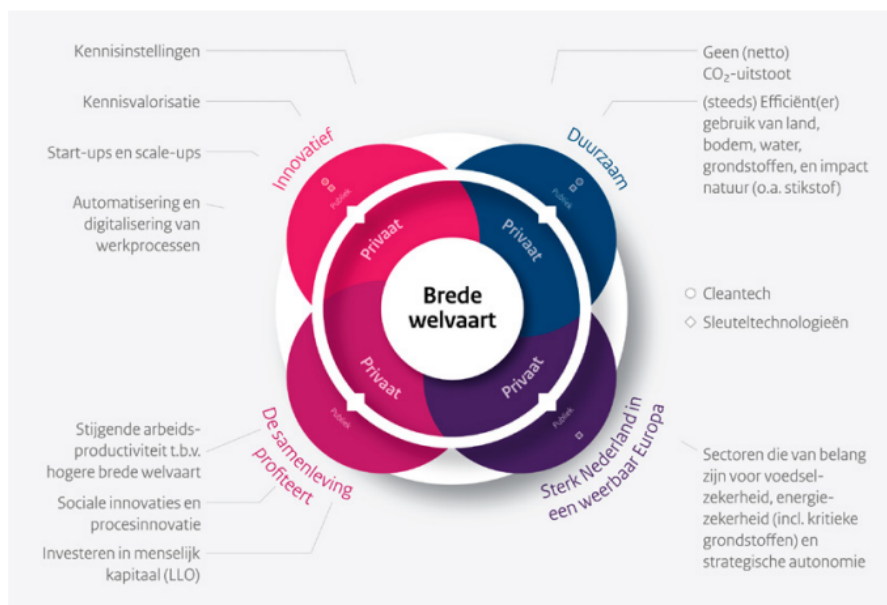 Kennisinstellingen
Kennisvalorisatie
Start-ups en scale-ups
Automatisering en
digitalisering van
werkprocessen
Geen (netto)
CO₂-uitstoot
(steeds) Efficiënt(er)
gebruik van land,
bodem, water,
grondstoffen, en impact
natuur (o.a. stikstof)
Innovatief
Duurzaam
Publiek
Publiek
Privaat
Privaat
Brede
welvaart
Cleantech
Sleuteltechnologieën
Privaat
Privaat
Publiek
Publiek
De samenleving
profiteert
Sterk Nederland in
een weerbaar Europa
Stijgende arbeids-
productiviteit t.b.v.
hogere brede welvaart
Sociale innovaties en
procesinnovatie
Investeren in menselijk
kapitaal (LLO)
Sectoren die van belang
zijn voor voedsel-
zekerheid, energie-
zekerheid (incl. kritieke
grondstoffen) en
strategische autonomie